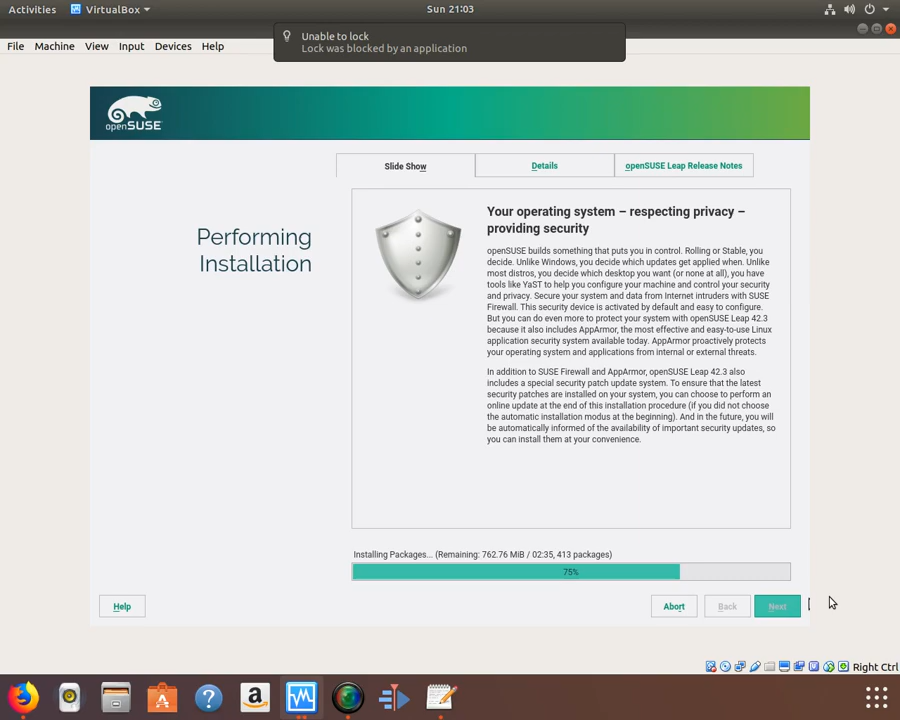 Activities VirtualBox Sun 21:03
Unable to lock
Lock was blocked by an application
File Machine View Input Devices Help
openSUSE
Slide Show Details openSUSE Leap Release Notes
Performing
Installation
Your operating system – respecting privacy –
providing security
openSUSE builds something that puts you in control. Rolling or Stable, you
decide. Unlike Windows, you decide which updates get applied when. Unlike
most distros, you decide which desktop you want (or none at all), you have
tools like YaST to help you configure your machine and control your security
and privacy. Secure your system and data from Internet intruders with SUSE
Firewall. This security device is activated by default and easy to configure.
But you can do even more to protect your system with openSUSE Leap 42.3
because it also includes AppArmor, the most effective and easy-to-use Linux
application security system available today. AppArmor proactively protects
your operating system and applications from internal or external threats.
In addition to SUSE Firewall and AppArmor, openSUSE Leap 42.3 also
includes a special security patch update system. To ensure that the latest
security patches are installed on your system, you can choose to perform an
online update at the end of this installation procedure (if you did not choose
the automatic installation modus at the beginning). And in the future, you will
be automatically informed of the availability of important security updates, so
you can install them at your convenience.
Installing Packages... (Remaining: 762.76 MiB / 02:35, 413 packages)
75%
Help Abort Back Next
Right Ctrl